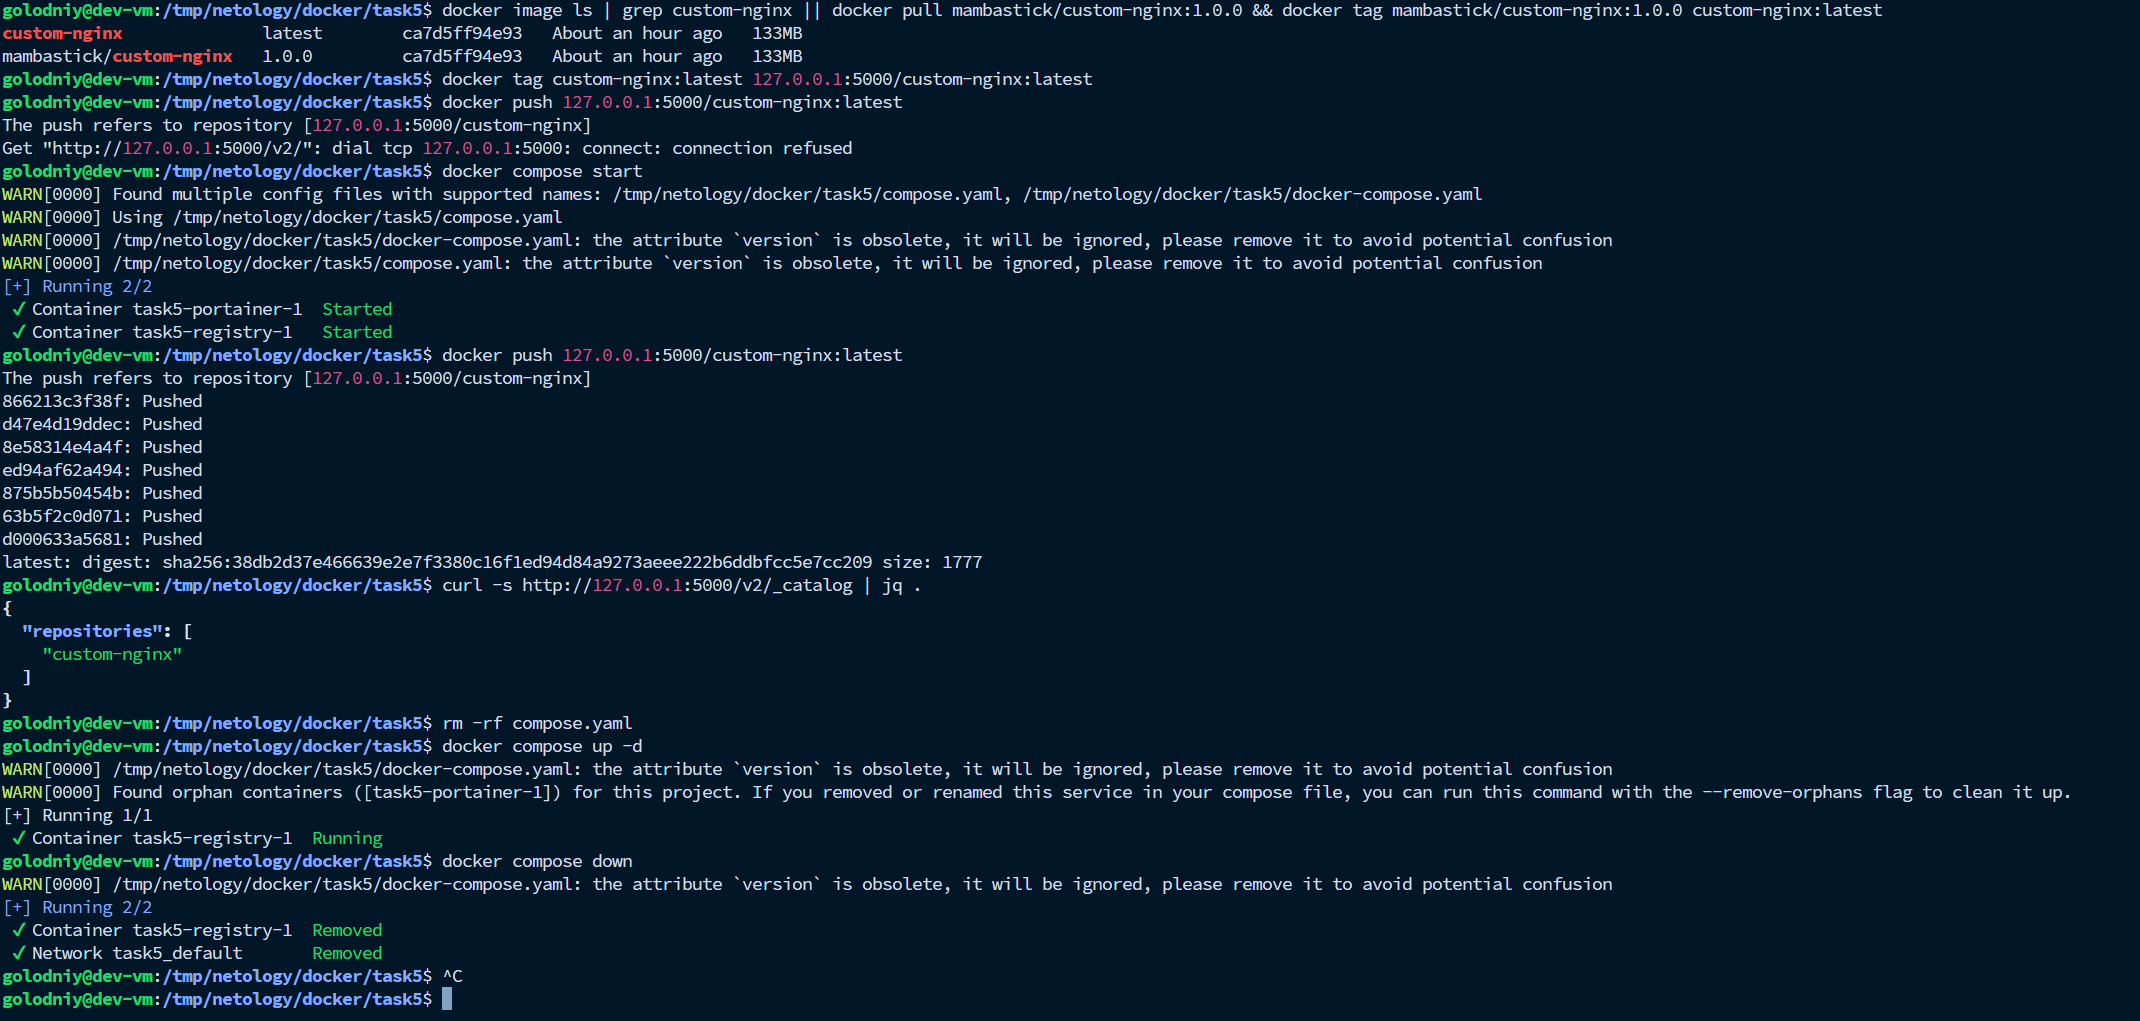 golodniy@dev-vm:/tmp/netology/docker/task5$ docker image ls | grep custom-nginx || docker pull mambastick/custom-nginx:1.0.0 && docker tag mambastick/custom-nginx:1.0.0 custom-nginx:latest
custom-nginx              latest        ca7d5ff94e93   About an hour ago   133MB
mambastick/custom-nginx   1.0.0         ca7d5ff94e93   About an hour ago   133MB
golodniy@dev-vm:/tmp/netology/docker/task5$ docker tag custom-nginx:latest 127.0.0.1:5000/custom-nginx:latest
golodniy@dev-vm:/tmp/netology/docker/task5$ docker push 127.0.0.1:5000/custom-nginx:latest
The push refers to repository [127.0.0.1:5000/custom-nginx]
Get "http://127.0.0.1:5000/v2/": dial tcp 127.0.0.1:5000: connect: connection refused
golodniy@dev-vm:/tmp/netology/docker/task5$ docker compose start
WARN[0000] Found multiple config files with supported names: /tmp/netology/docker/task5/compose.yaml, /tmp/netology/docker/task5/docker-compose.yaml
WARN[0000] Using /tmp/netology/docker/task5/compose.yaml
WARN[0000] /tmp/netology/docker/task5/docker-compose.yaml: the attribute `version` is obsolete, it will be ignored, please remove it to avoid potential confusion
WARN[0000] /tmp/netology/docker/task5/compose.yaml: the attribute `version` is obsolete, it will be ignored, please remove it to avoid potential confusion
[+] Running 2/2
 ✔ Container task5-portainer-1  Started
 ✔ Container task5-registry-1   Started
golodniy@dev-vm:/tmp/netology/docker/task5$ docker push 127.0.0.1:5000/custom-nginx:latest
The push refers to repository [127.0.0.1:5000/custom-nginx]
866213c3f38f: Pushed
d47e4d19ddec: Pushed
8e58314e4a4f: Pushed
ed94af62a494: Pushed
875b5b50454b: Pushed
63b5f2c0d071: Pushed
d000633a5681: Pushed
latest: digest: sha256:38db2d37e466639e2e7f3380c16f1ed94d84a9273aeee222b6ddbfcc5e7cc209 size: 1777
golodniy@dev-vm:/tmp/netology/docker/task5$ curl -s http://127.0.0.1:5000/v2/_catalog | jq .
{
  "repositories": [
    "custom-nginx"
  ]
}
golodniy@dev-vm:/tmp/netology/docker/task5$ rm -rf compose.yaml
golodniy@dev-vm:/tmp/netology/docker/task5$ docker compose up -d
WARN[0000] /tmp/netology/docker/task5/docker-compose.yaml: the attribute `version` is obsolete, it will be ignored, please remove it to avoid potential confusion
WARN[0000] Found orphan containers ([task5-portainer-1]) for this project. If you removed or renamed this service in your compose file, you can run this command with the --remove-orphans flag to clean it up.
[+] Running 1/1
 ✔ Container task5-registry-1  Running
golodniy@dev-vm:/tmp/netology/docker/task5$ docker compose down
WARN[0000] /tmp/netology/docker/task5/docker-compose.yaml: the attribute `version` is obsolete, it will be ignored, please remove it to avoid potential confusion
[+] Running 2/2
 ✔ Container task5-registry-1  Removed
 ✔ Network task5_default       Removed
golodniy@dev-vm:/tmp/netology/docker/task5$ ^C
golodniy@dev-vm:/tmp/netology/docker/task5$